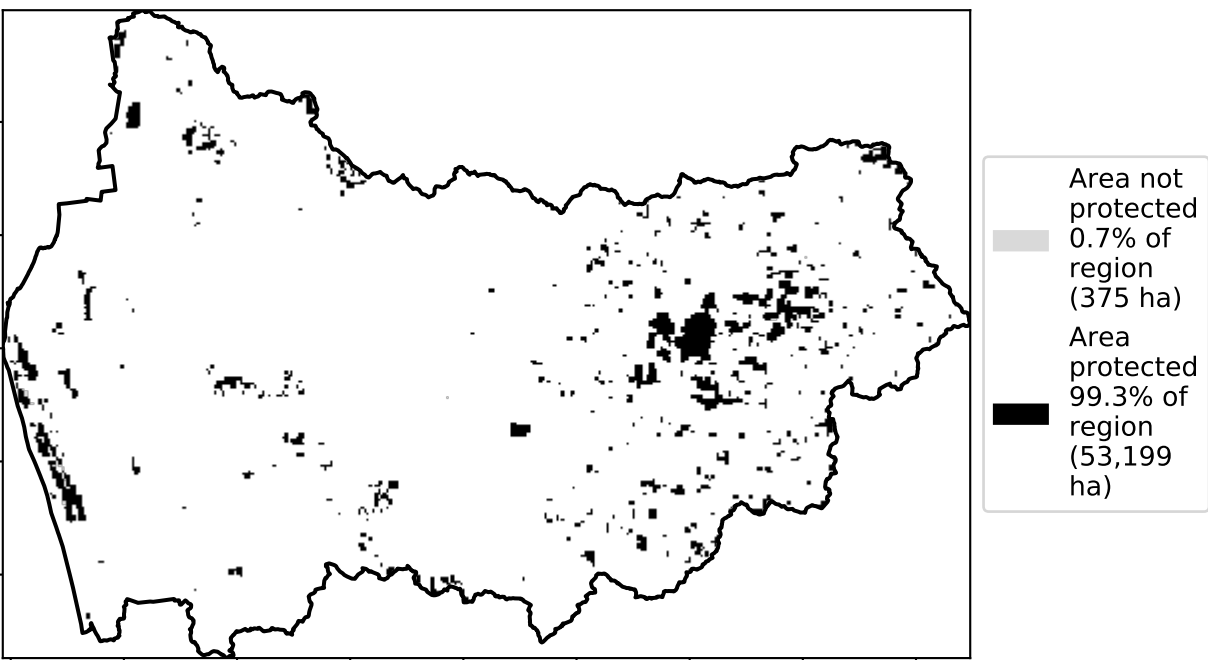 Area not
protected
0.7% of
region
(375 ha)
Area
protected
99.3% of
region
(53,199
ha)